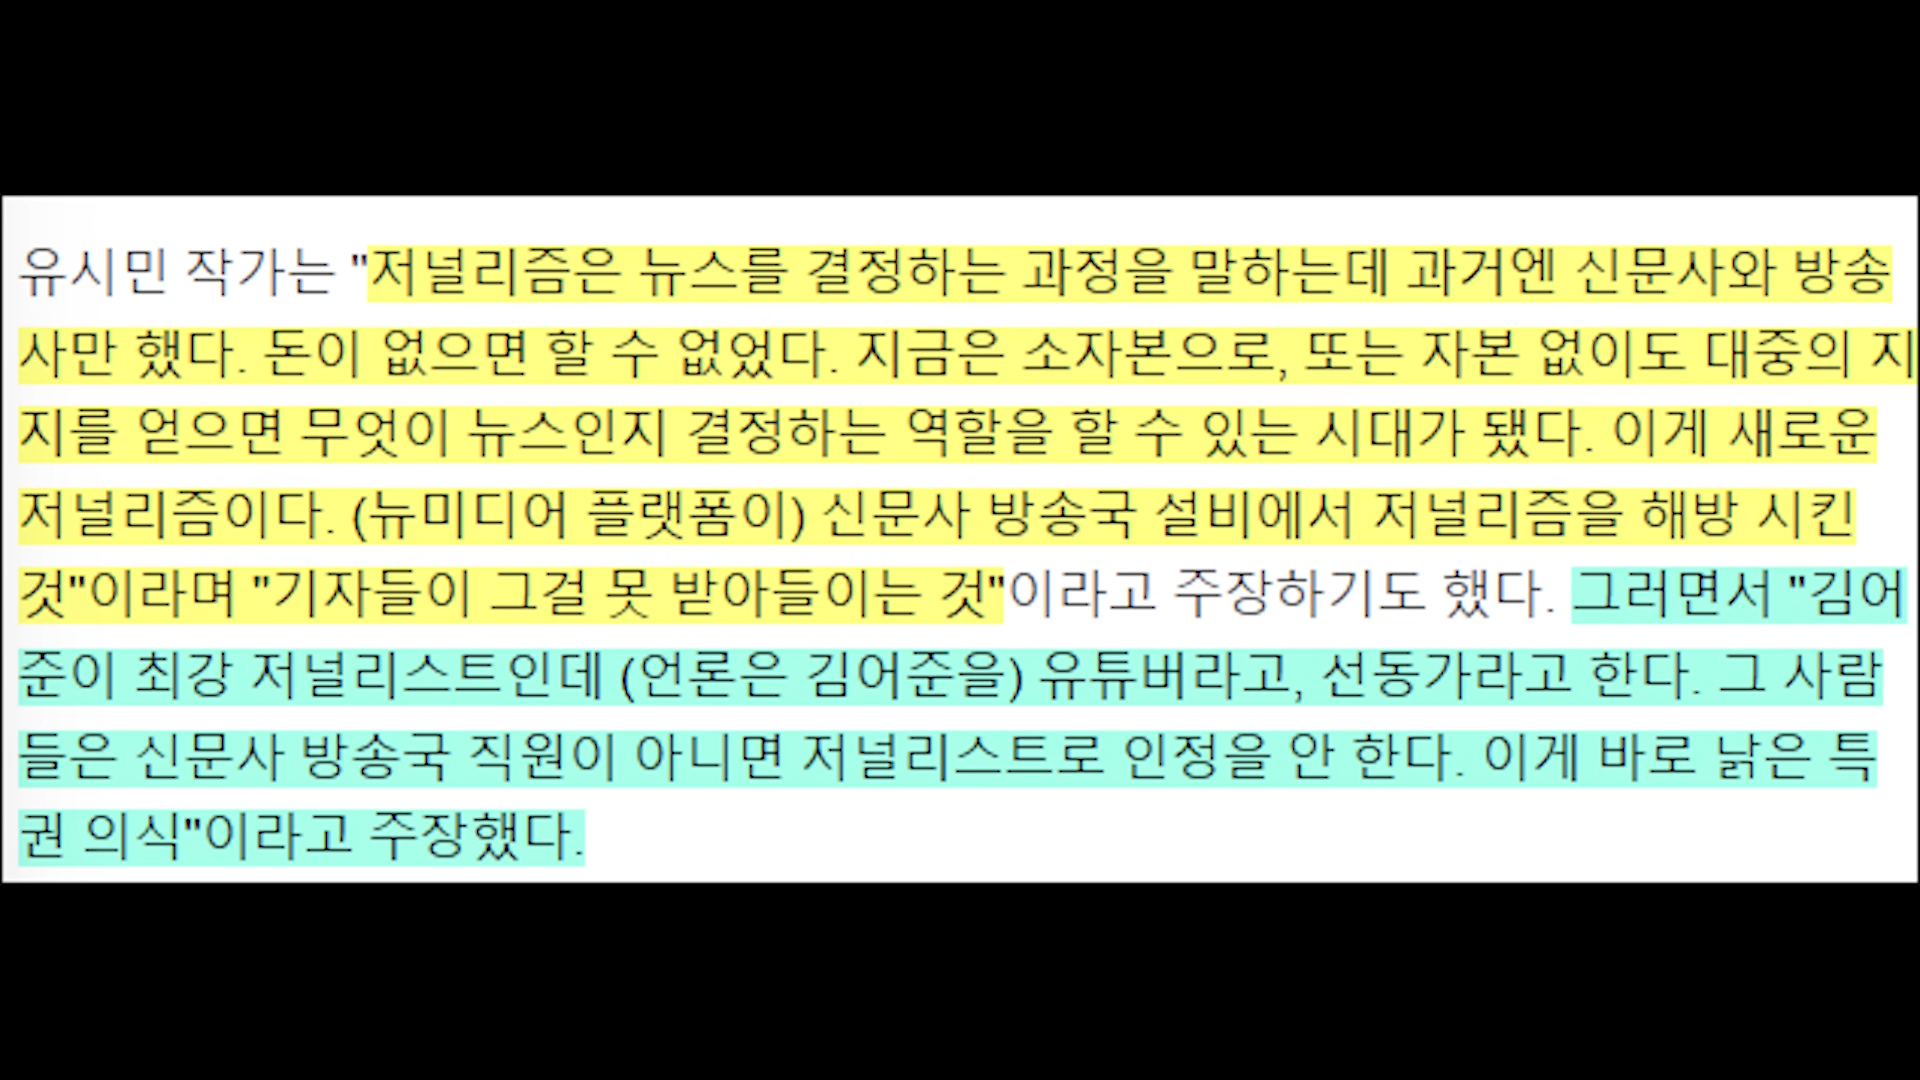 유시민 작가는 "저널리즘은 뉴스를 결정하는 과정을 말하는데 과거엔 신문사와 방송
사만 했다. 돈이 없으면 할 수 없었다. 지금은 소자본으로, 또는 자본 없이도 대중의 지
지를 얻으면 무엇이 뉴스인지 결정하는 역할을 할 수 있는 시대가 됐다. 이게 새로운
저널리즘이다. (뉴미디어 플랫폼이) 신문사 방송국 설비에서 저널리즘을 해방 시킨
것"이라며 "기자들이 그걸 못 받아들이는 것"이라고 주장하기도 했다. 그러면서 "김어
준이 최강 저널리스트인데 (언론은 김어준을) 유튜버라고, 선동가라고 한다. 그 사람
들은 신문사 방송국 직원이 아니면 저널리스트로 인정을 안 한다. 이게 바로 낡은 특
권 의식"이라고 주장했다.